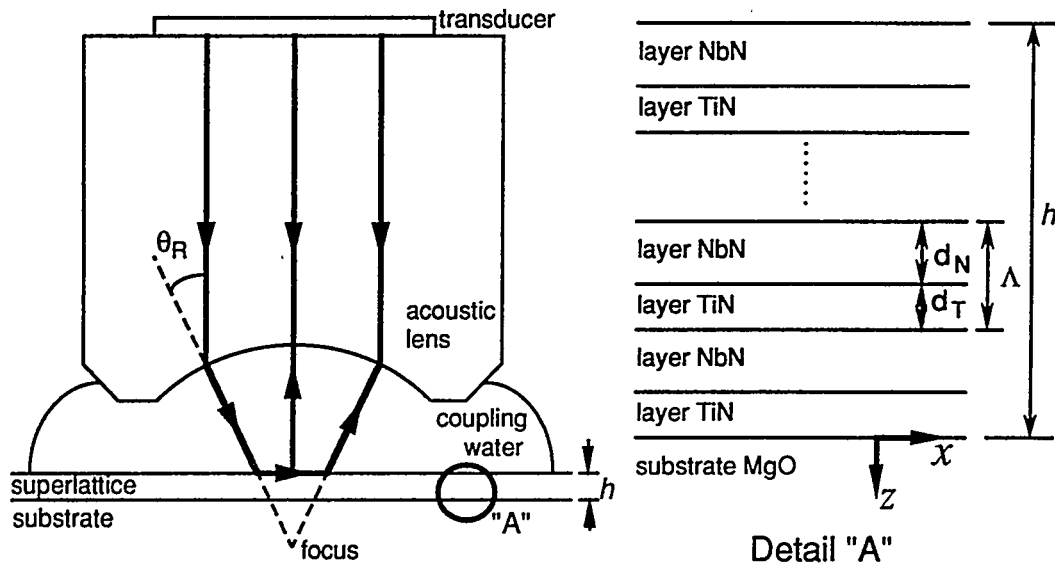 transducer
θR
acoustic
lens
coupling
water
superlattice
substrate
h
"A"
focus
layer NbN
layer TiN
h
layer NbN
dN
Λ
layer TiN
dT
layer NbN
layer TiN
x
substrate MgO
z
Detail "A"